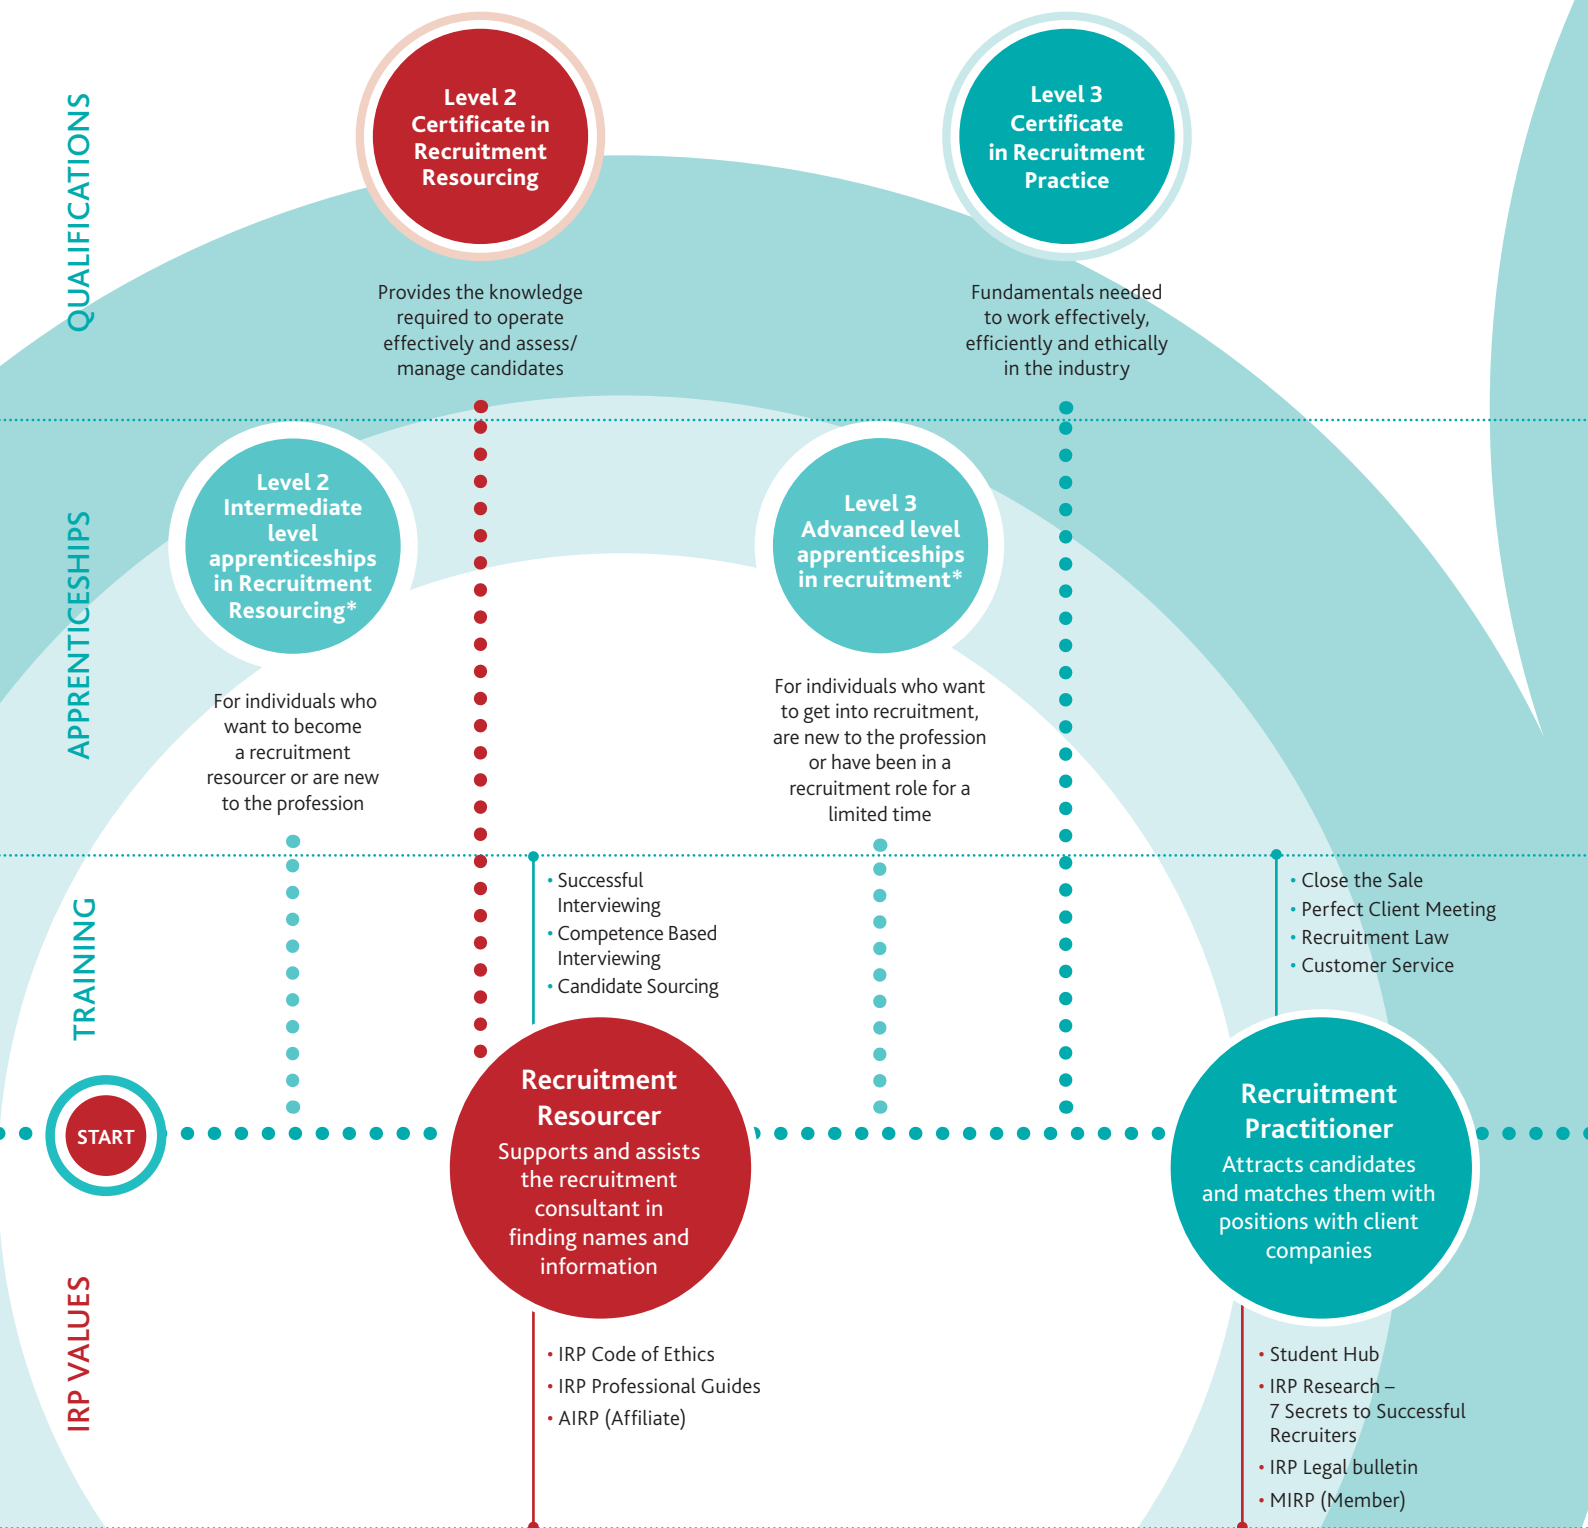 QUALIFICATIONS
Level 2
Certificate in
Recruitment
Resourcing
Provides the knowledge
required to operate
effectively and assess/
manage candidates
Level 3
Certificate
in Recruitment
Practice
Fundamentals needed
to work effectively,
efficiently and ethically
in the industry
APPRENTICESHIPS
Level 2
Intermediate
level
apprenticeships
in Recruitment
Resourcing*
For individuals who
want to become
a recruitment
resourcer or are new
to the profession
Level 3
Advanced level
apprenticeships
in recruitment*
For individuals who want
to get into recruitment,
are new to the profession
or have been in a
recruitment role for a
limited time
TRAINING
• Successful
Interviewing
• Competence Based
Interviewing
• Candidate Sourcing
• Close the Sale
• Perfect Client Meeting
• Recruitment Law
• Customer Service
START
Recruitment
Resourcer
Supports and assists
the recruitment
consultant in
finding names and
information
Recruitment
Practitioner
Attracts candidates
and matches them with
positions with client
companies
IRP VALUES
• IRP Code of Ethics
• IRP Professional Guides
• AIRP (Affiliate)
• Student Hub
• IRP Research –
7 Secrets to Successful
Recruiters
• IRP Legal bulletin
• MIRP (Member)